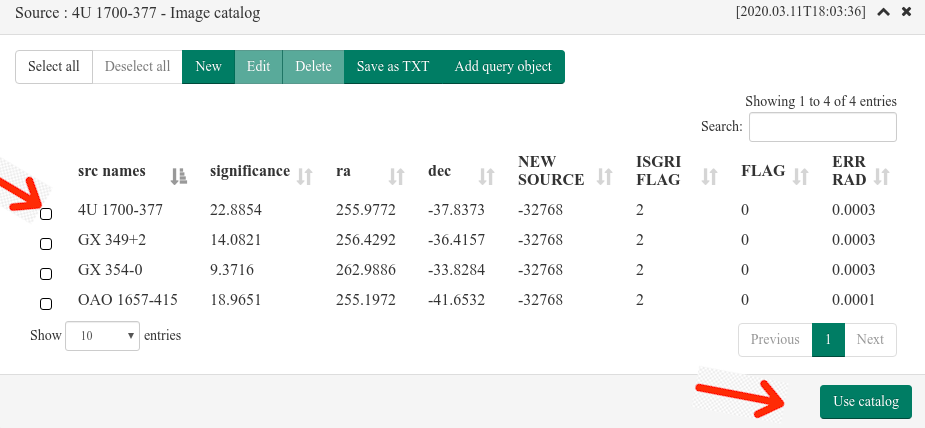 Source : 4U 1700-377 - Image catalog [2020.03.11T18:03:36]
Select all Deselect all New Edit Delete Save as TXT Add query object
Showing 1 to 4 of 4 entries
Search:
src names significance ra dec NEW SOURCE ISGRI FLAG FLAG ERR RAD
4U 1700-377 22.8854 255.9772 -37.8373 -32768 2 0 0.0003
GX 349+2 14.0821 256.4292 -36.4157 -32768 2 0 0.0003
GX 354-0 9.3716 262.9886 -33.8284 -32768 2 0 0.0003
OAO 1657-415 18.9651 255.1972 -41.6532 -32768 2 0 0.0001
Show 10 entries Previous 1 Next
Use catalog